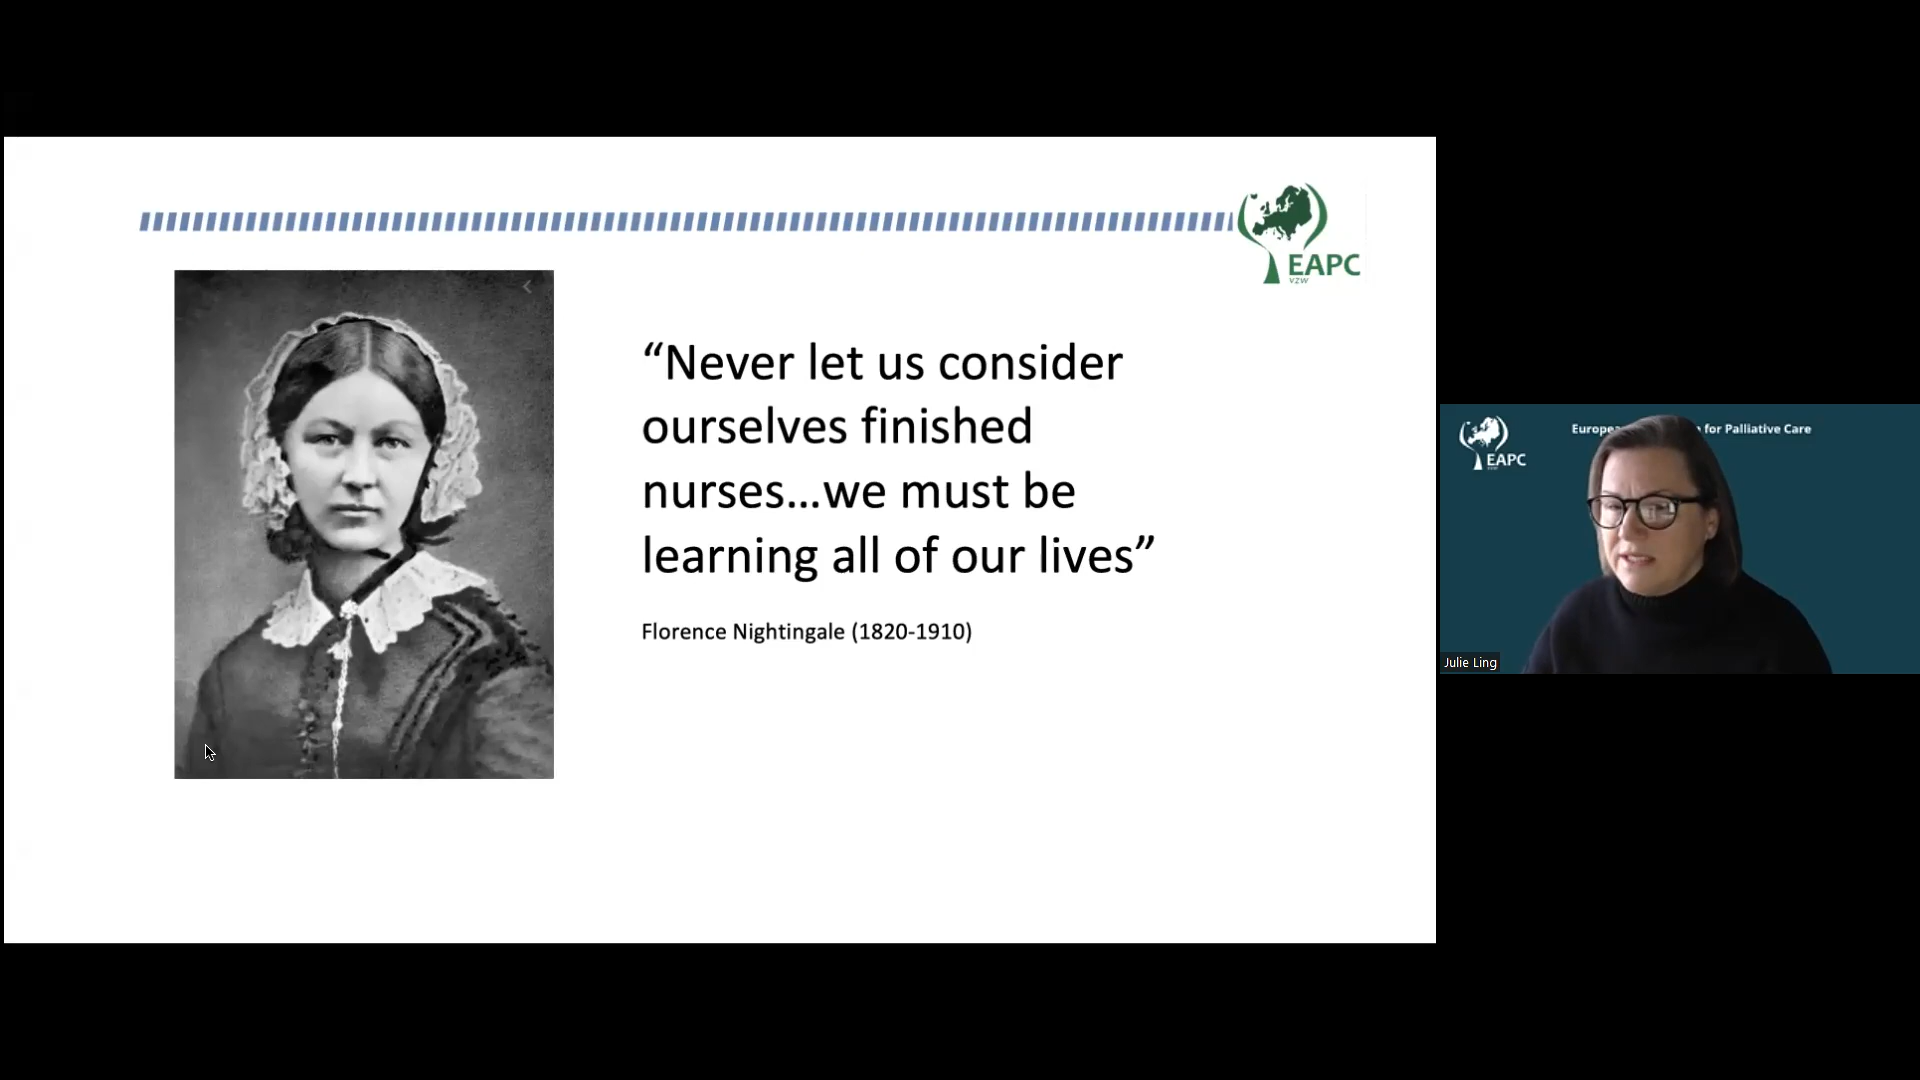 EAPC
vzw
“Never let us consider
ourselves finished
nurses...we must be
learning all of our lives”
Florence Nightingale (1820-1910)
for Palliative Care
EAPC
Julie Ling